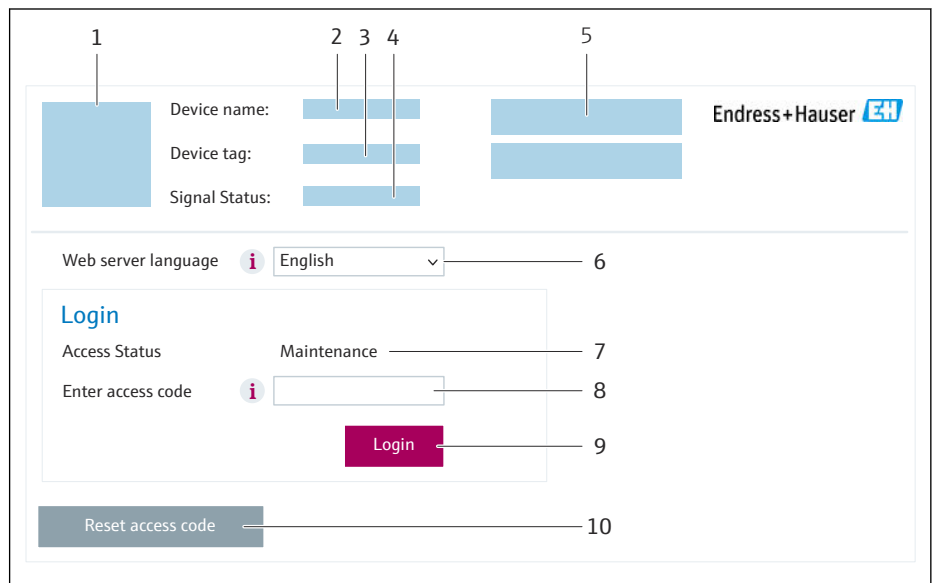 1 2 3 4 5
Device name:
Endress+Hauser EH
Device tag:
Signal Status:
Web server language i English 6
Login
Access Status Maintenance 7
Enter access code i 8
Login 9
Reset access code 10